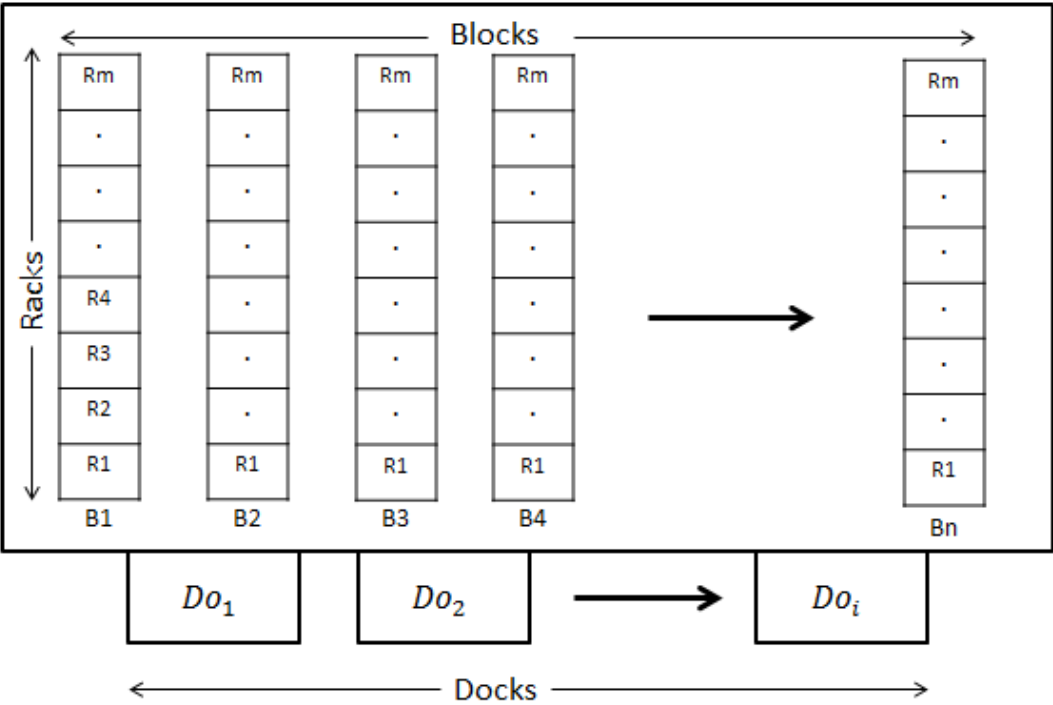 Blocks
Rm Rm Rm Rm Rm
. . . . .
. . . . .
. . . . .
R4 . . . .
R3 . . . .
R2 . . . .
R1 R1 R1 R1 R1
B1 B2 B3 B4 Bn
Racks
Do₁ Do₂ Doᵢ
Docks